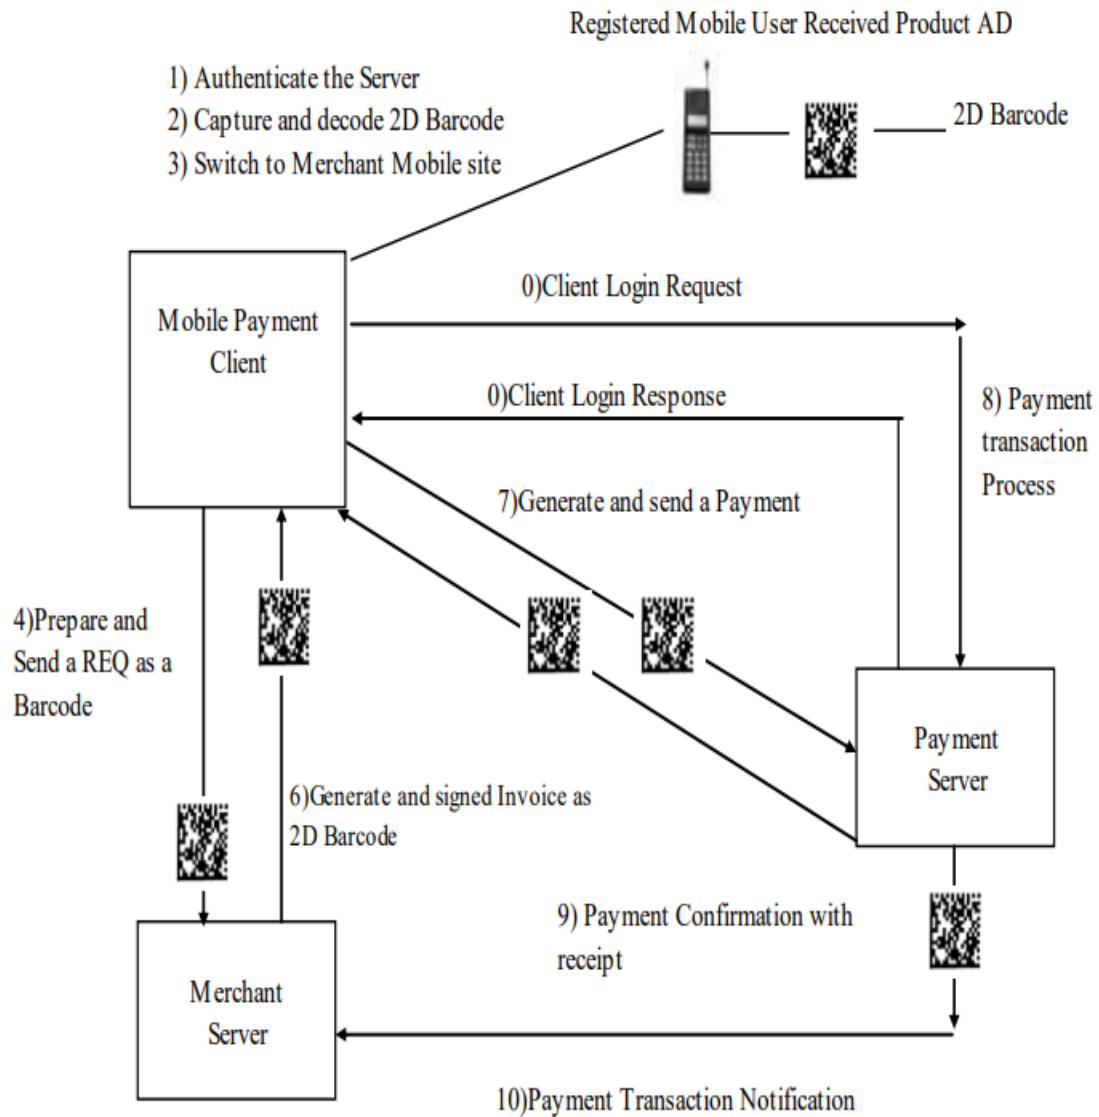 Registered Mobile User Received Product AD
1) Authenticate the Server
2) Capture and decode 2D Barcode
3) Switch to Merchant Mobile site
2D Barcode
0)Client Login Request
Mobile Payment
Client
0)Client Login Response
8) Payment
transaction
Process
7)Generate and send a Payment
4)Prepare and
Send a REQ as a
Barcode
Payment
Server
6)Generate and signed Invoice as
2D Barcode
9) Payment Confirmation with
receipt
Merchant
Server
10)Payment Transaction Notification